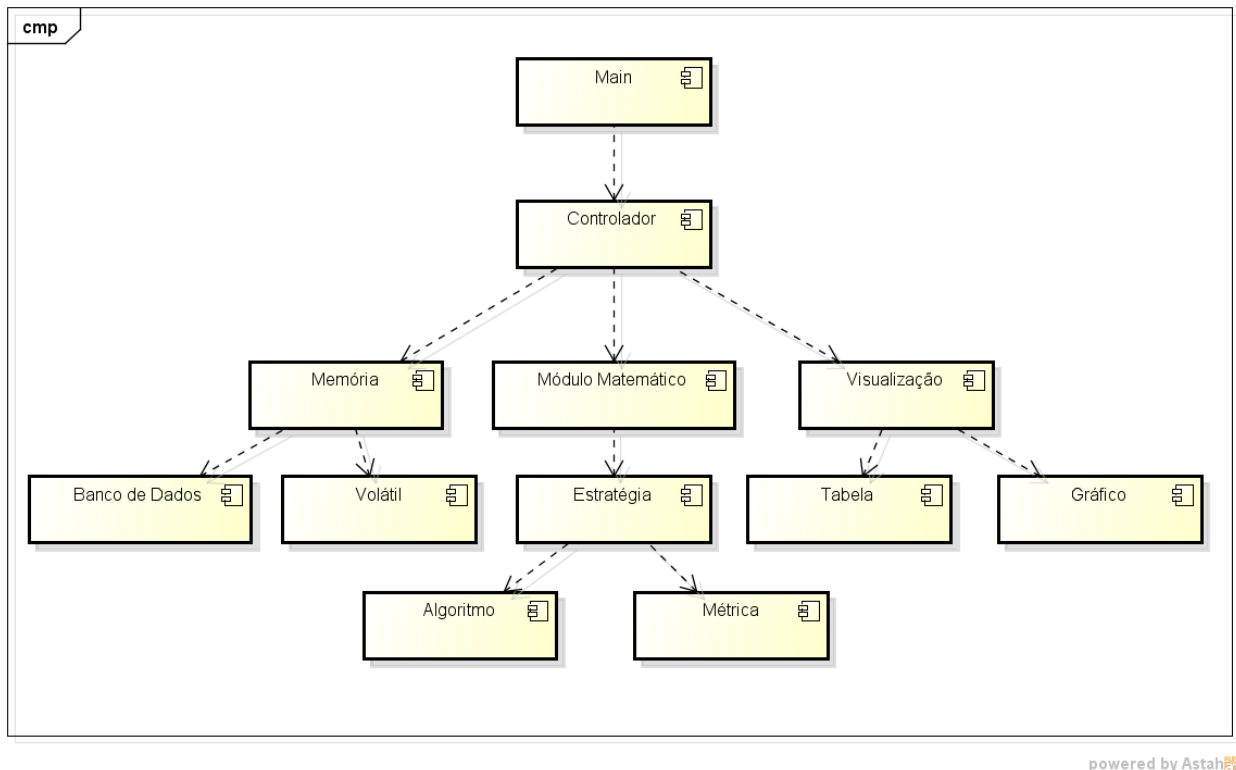 cmp
Main
Controlador
Memória
Módulo Matemático
Visualização
Banco de Dados
Volátil
Estratégia
Tabela
Gráfico
Algoritmo
Métrica
powered by Astah